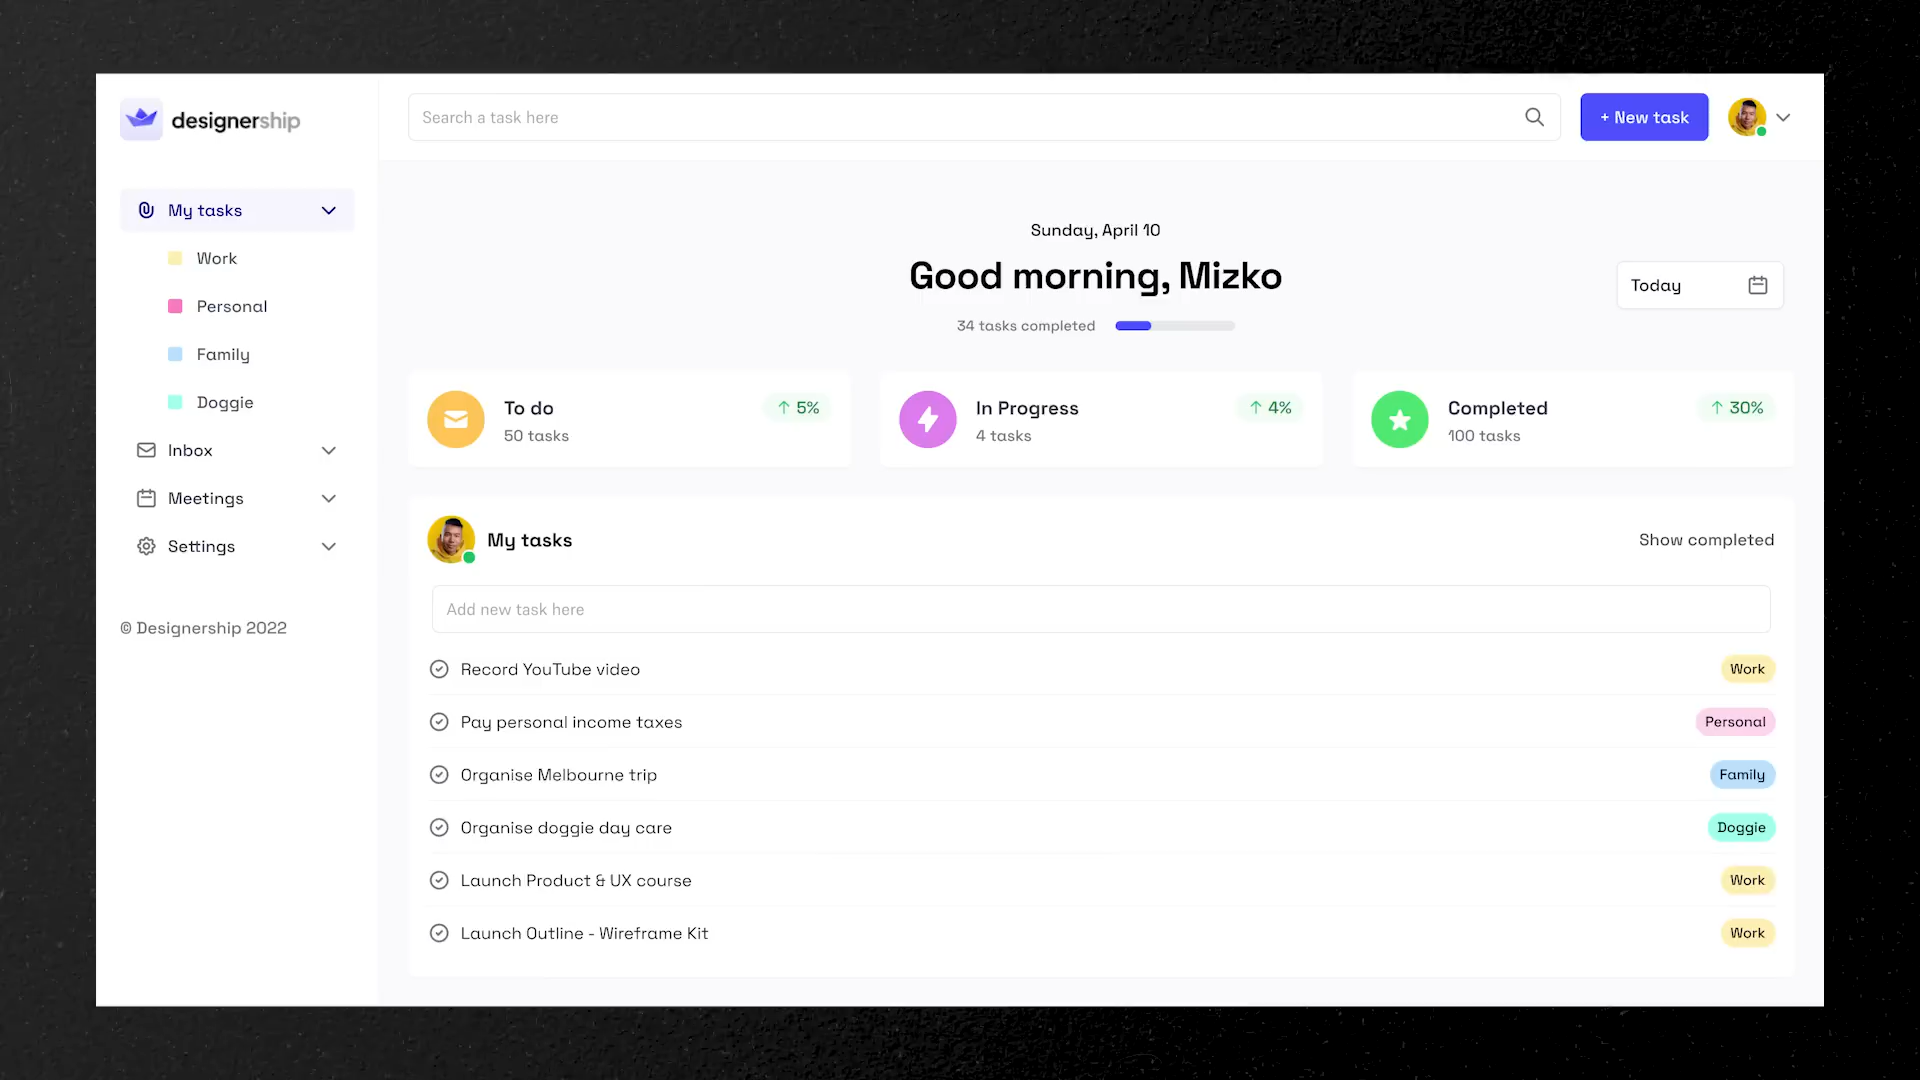 designership
Search a task here
+ New task
My tasks
Work
Personal
Family
Doggie
Inbox
Meetings
Settings
© Designership 2022
Sunday, April 10
Good morning, Mizko
34 tasks completed
Today
To do
50 tasks
↑ 5%
In Progress
4 tasks
↑ 4%
Completed
100 tasks
↑ 30%
My tasks
Show completed
Add new task here
Record YouTube video
Work
Pay personal income taxes
Personal
Organise Melbourne trip
Family
Organise doggie day care
Doggie
Launch Product & UX course
Work
Launch Outline - Wireframe Kit
Work